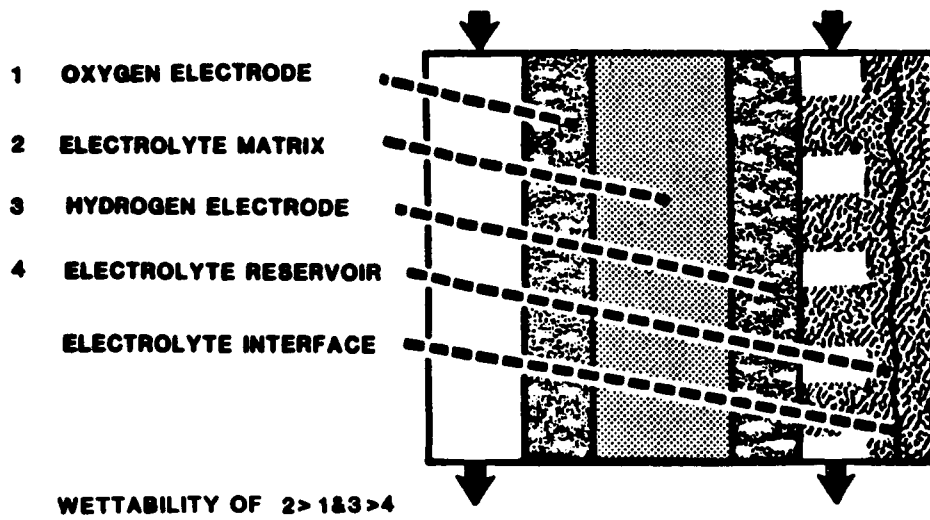 1 OXYGEN ELECTRODE
2 ELECTROLYTE MATRIX
3 HYDROGEN ELECTRODE
4 ELECTROLYTE RESERVOIR
ELECTROLYTE INTERFACE
WETTABILITY OF 2>1&3>4